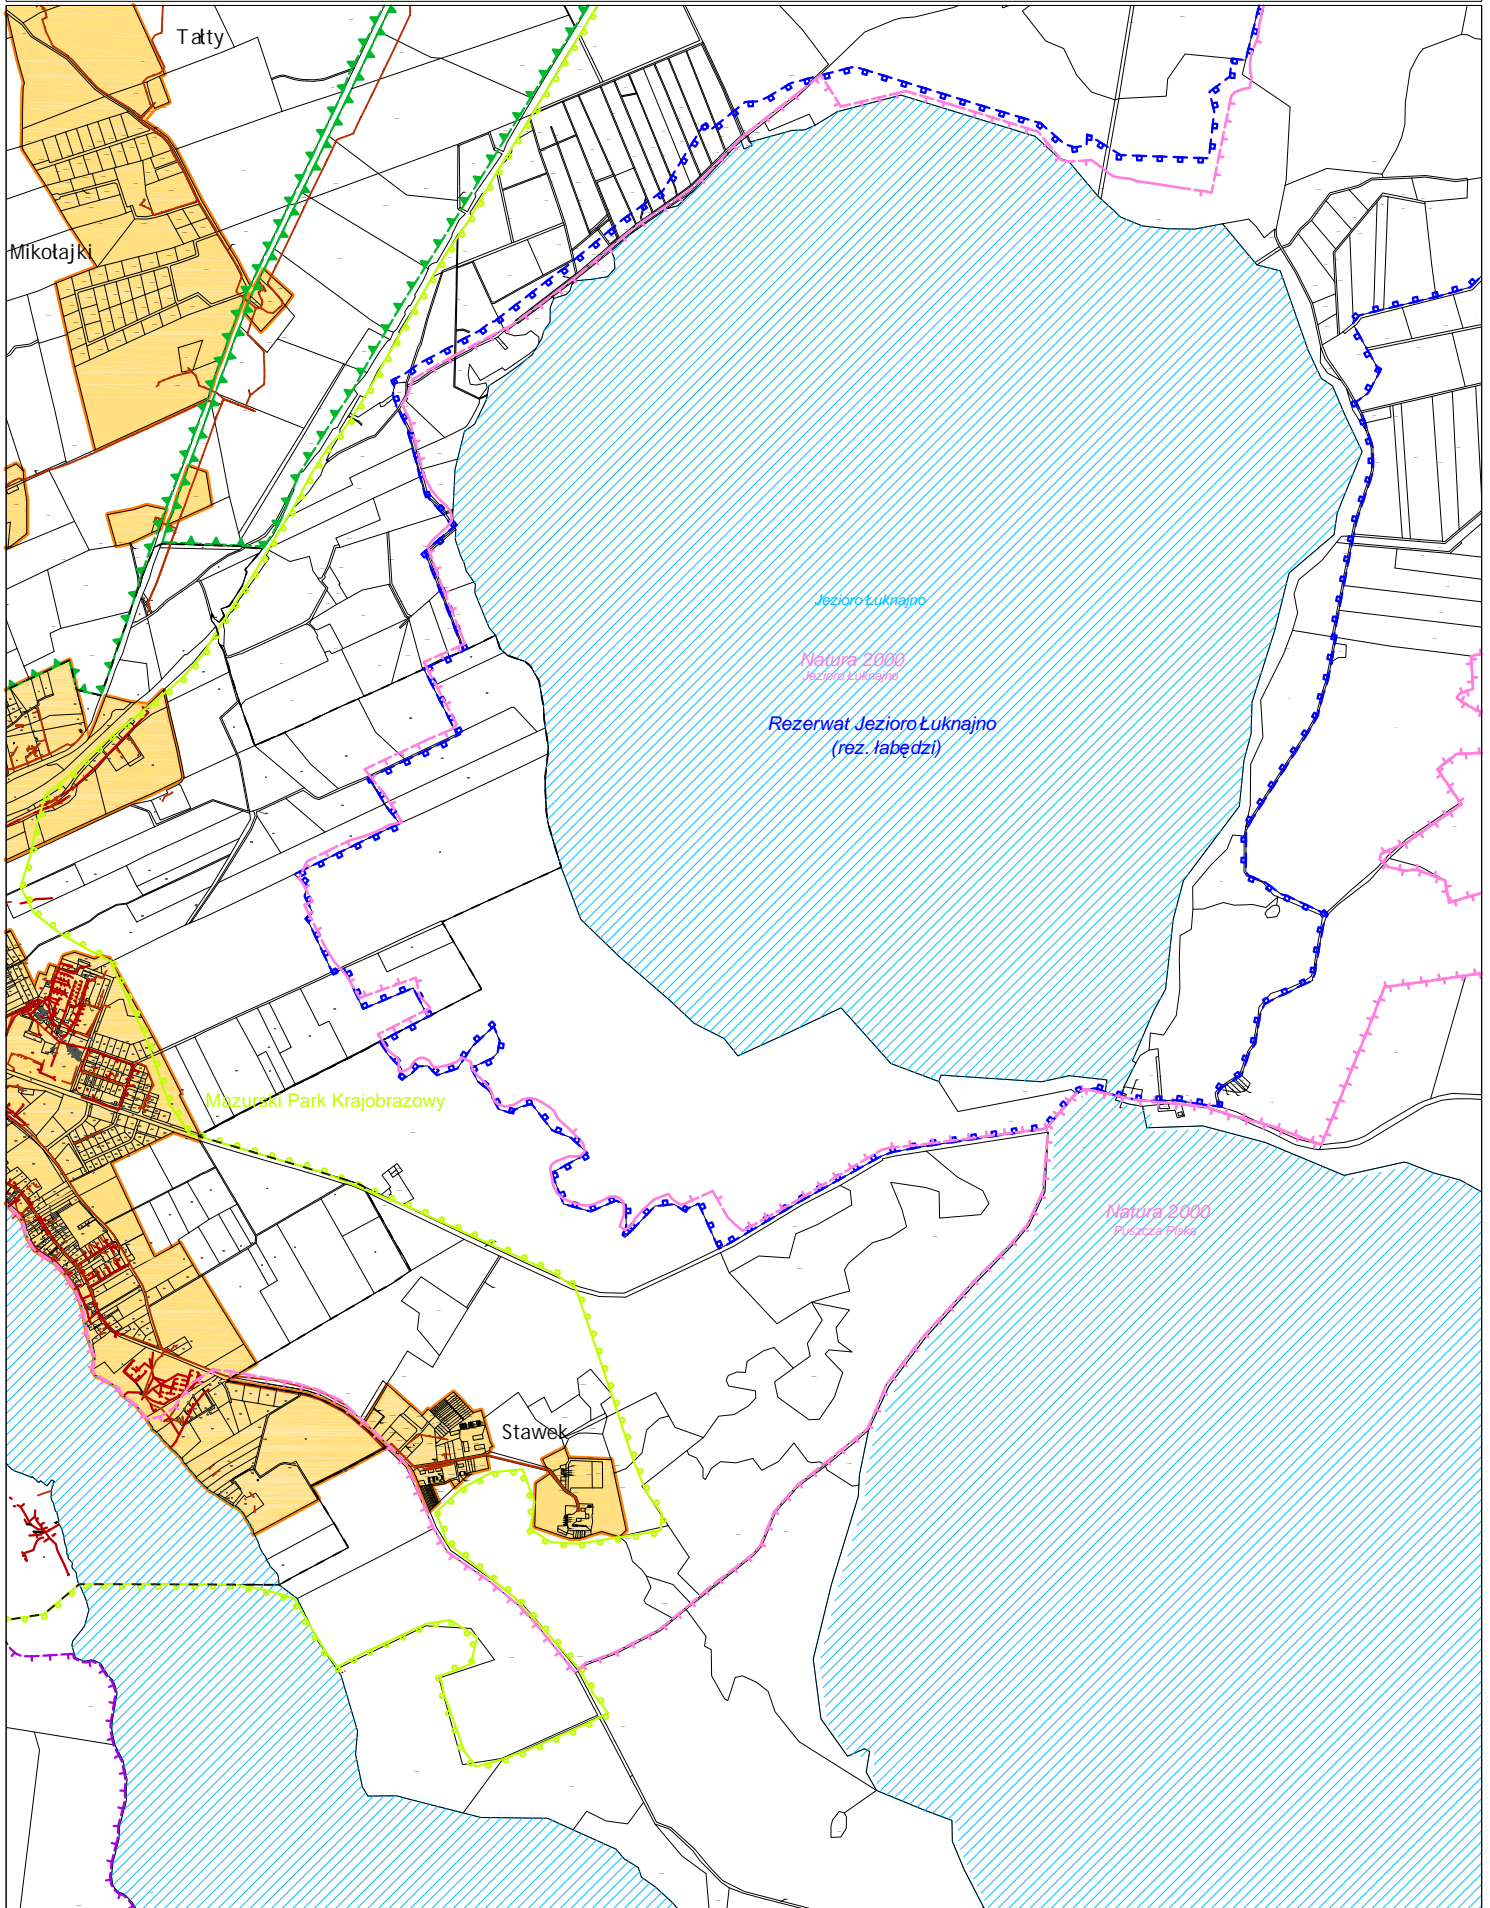 Tałty
Mikołajki
Jezioro Łuknajno
Natura 2000
Jezioro Łuknajno
Rezerwat Jezioro Łuknajno
(rez. łabędzi)
Mazurski Park Krajobrazowy
Natura 2000
Puszcza Piska
Stawek